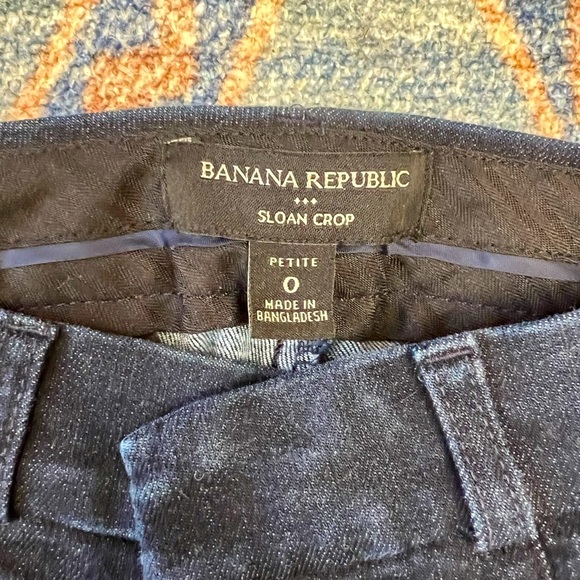 BANANA REPUBLIC
SLOAN CROP
PETITE
0
MADE IN
BANGLADESH